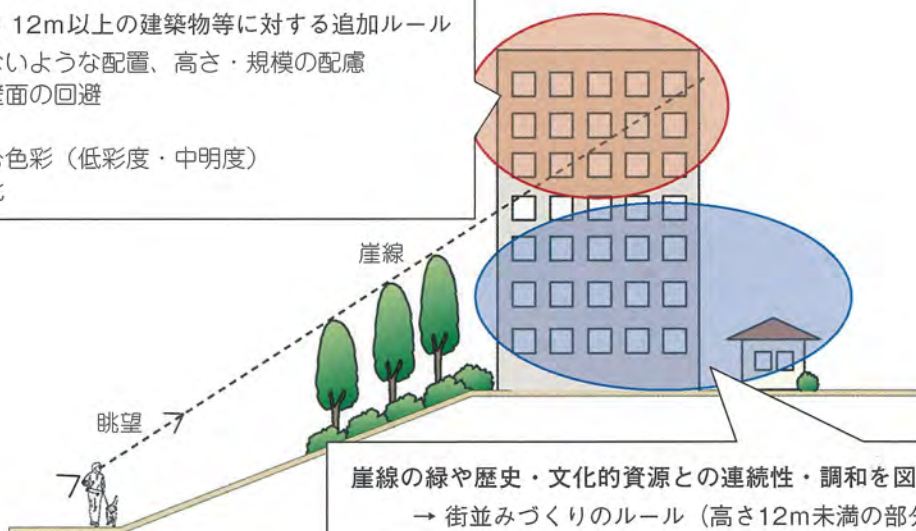 12m以上の建築物等に対する追加ルール
ないような配置、高さ・規模の配慮
壁面の回避
色彩（低彩度・中明度）
崖線
眺望
崖線の緑や歴史・文化的資源との連続性・調和を図
→ 街並みづくりのルール（高さ12m未満の部分